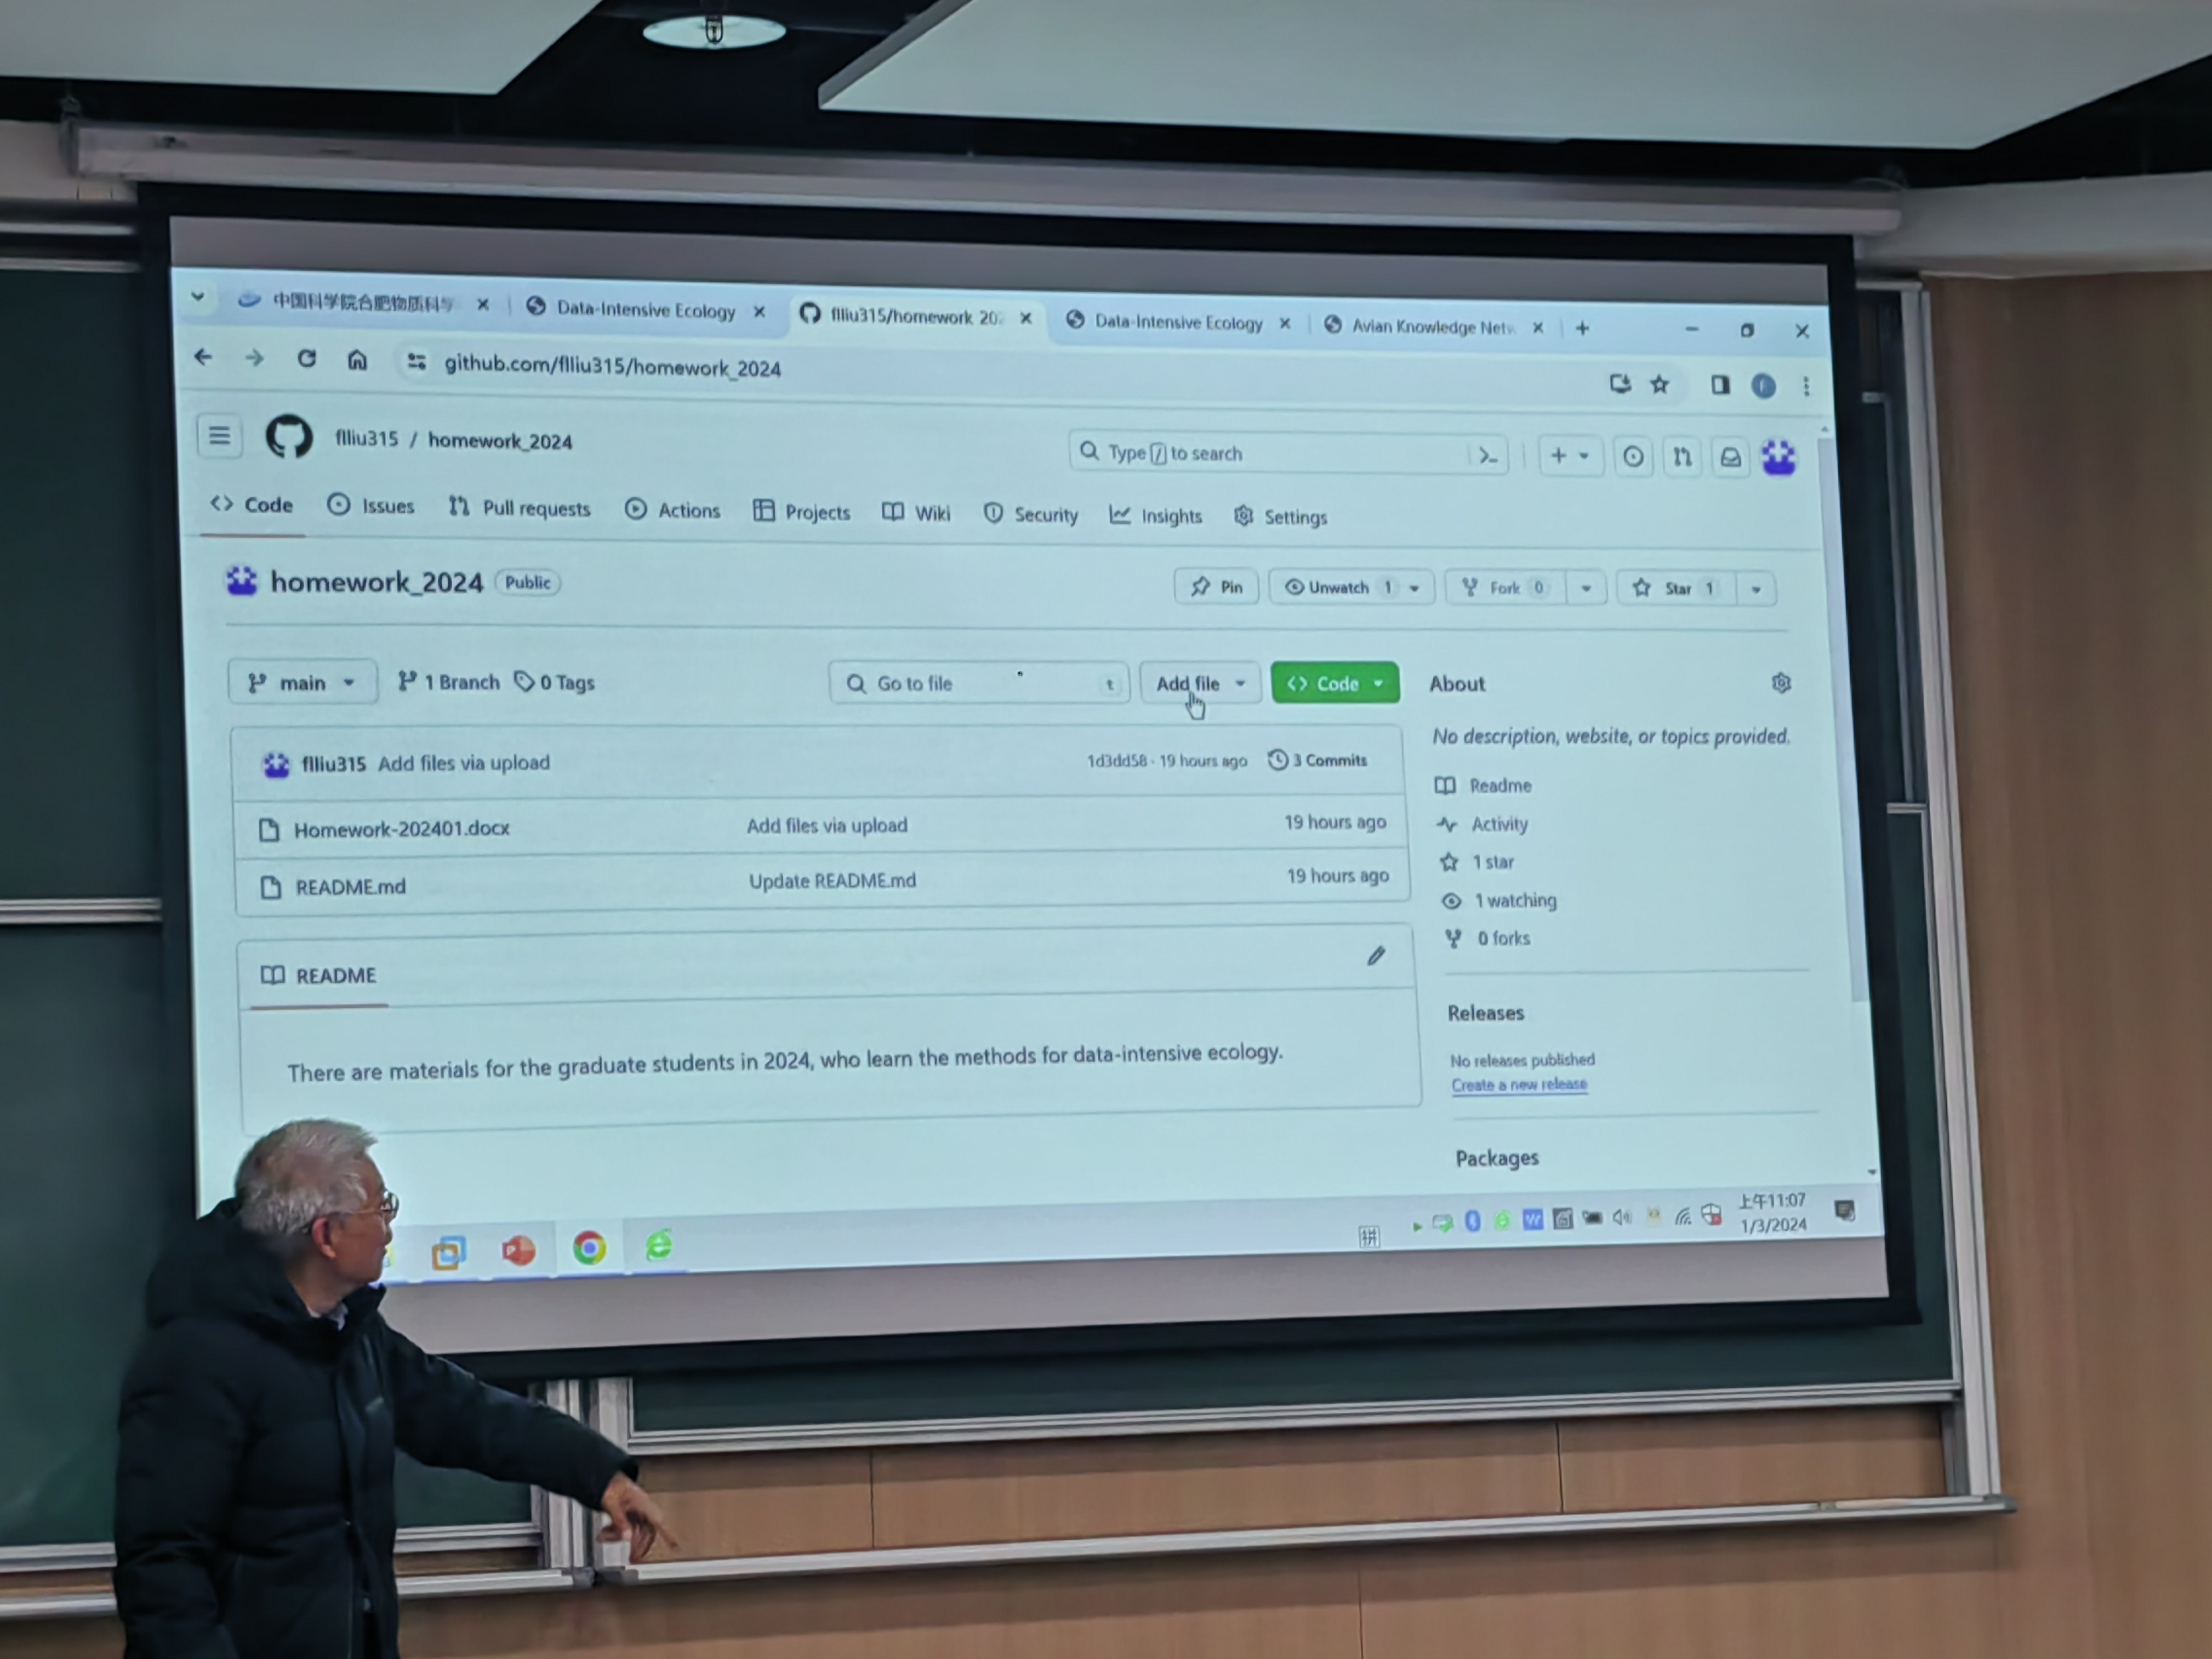 中国科学院合肥物质科学
Data-Intensive Ecology
flliu315/homework 202
Data-Intensive Ecology
Avian Knowledge Netw
github.com/flliu315/homework_2024
flliu315 / homework_2024
Type / to search
Code Issues Pull requests Actions Projects Wiki Security Insights Settings
homework_2024 Public
Pin Unwatch 1 Fork 0 Star 1
main 1 Branch 0 Tags
Go to file t Add file Code
About
No description, website, or topics provided.
flliu315 Add files via upload 1d3dd58 · 19 hours ago 3 Commits
Homework-202401.docx Add files via upload 19 hours ago
README.md Update README.md 19 hours ago
Readme
Activity
1 star
1 watching
0 forks
README
There are materials for the graduate students in 2024, who learn the methods for data-intensive ecology.
Releases
No releases published
Create a new release
Packages
拼
上午11:07
1/3/2024